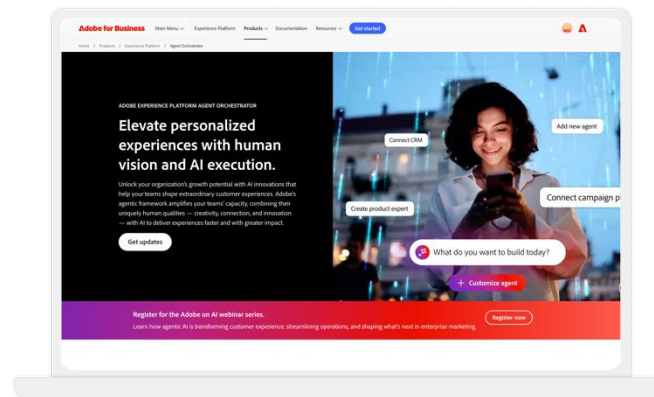 Adobe for Business Main Menu Experience Platform Products Documentation Resources Get started
Home / Products / Experience Platform / Agent Orchestrator
ADOBE EXPERIENCE PLATFORM AGENT ORCHESTRATOR
Elevate personalized
experiences with human
vision and AI execution.
Unlock your organization's growth potential with AI innovations that
help your teams shape extraordinary customer experiences. Adobe's
agentic framework amplifies your teams' capacity, combining their
uniquely human qualities — creativity, connection, and innovation
— with AI to deliver experiences faster and with greater impact.
Get updates
Add new agent
Connect CRM
Connect campaign
Create product expert
What do you want to build today?
+ Customize agent
Register for the Adobe on AI webinar series.
Learn how agentic AI is transforming customer experience, streamlining operations, and shaping what's next in enterprise marketing.
Register now